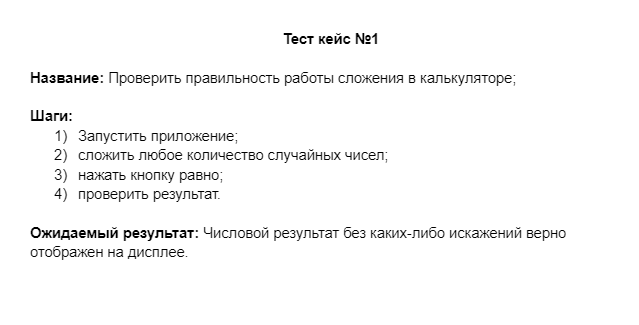 Тест кейс №1
Название: Проверить правильность работы сложения в калькуляторе;
Шаги:
1) Запустить приложение;
2) сложить любое количество случайных чисел;
3) нажать кнопку равно;
4) проверить результат.
Ожидаемый результат: Числовой результат без каких-либо искажений верно
отображен на дисплее.